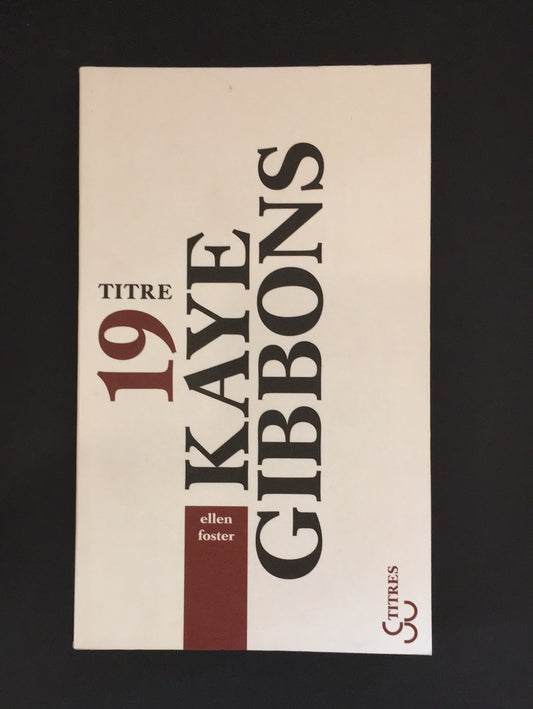 TITRE
19
KAYE
GIBBONS
ellen
foster
TITRES